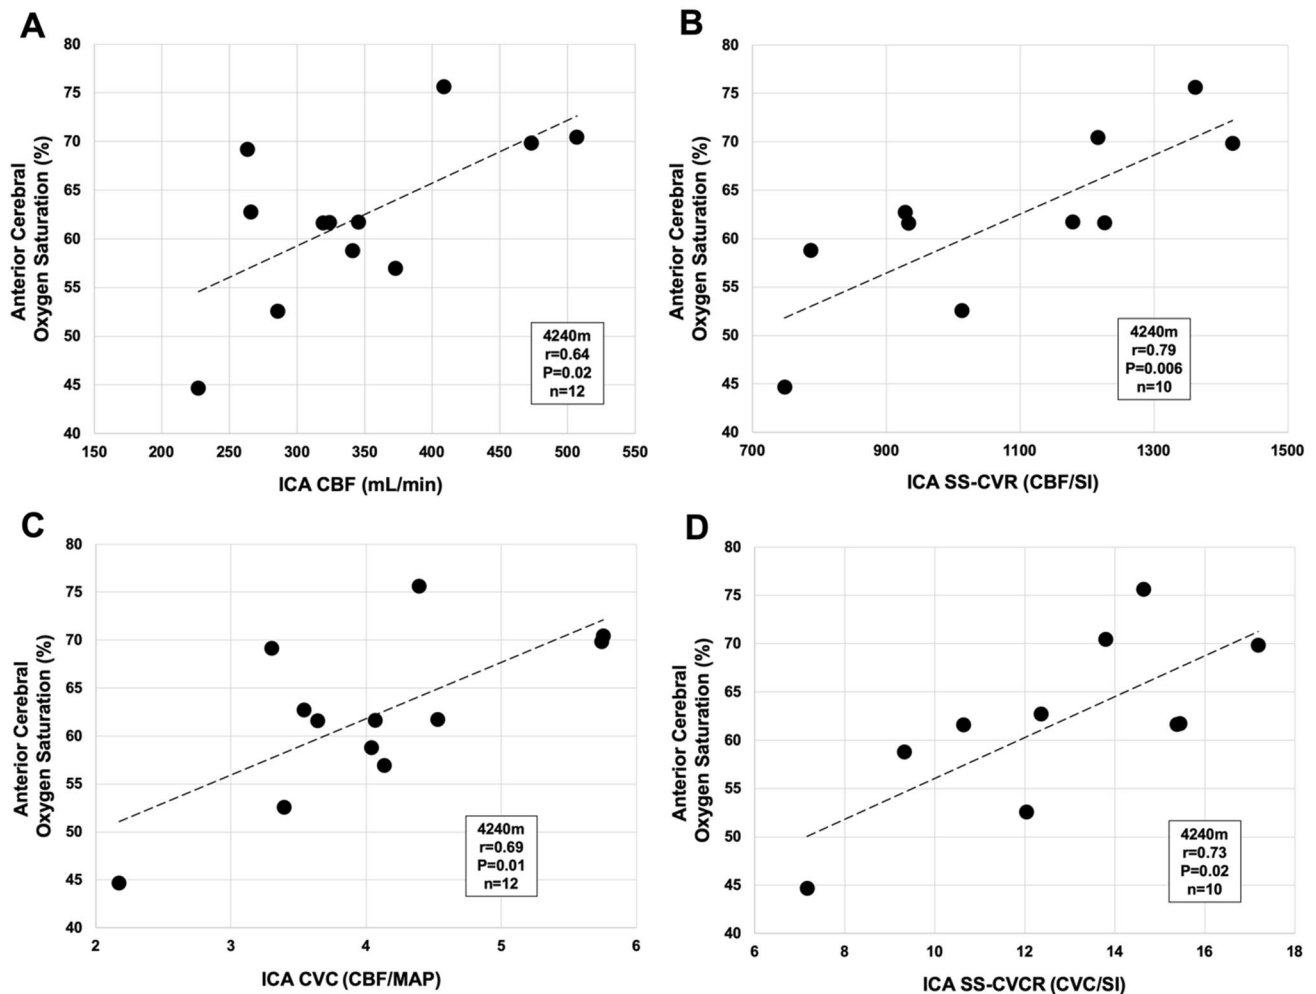 A
80
75
70
65
60
55
50
45
40
150 200 250 300 350 400 450 500 550
Anterior Cerebral
Oxygen Saturation (%)
ICA CBF (mL/min)
4240m
r=0.64
P=0.02
n=12
B
80
75
70
65
60
55
50
45
40
700 900 1100 1300 1500
Anterior Cerebral
Oxygen Saturation (%)
ICA SS-CVR (CBF/SI)
4240m
r=0.79
P=0.006
n=10
C
80
75
70
65
60
55
50
45
40
2 3 4 5 6
Anterior Cerebral
Oxygen Saturation (%)
ICA CVC (CBF/MAP)
4240m
r=0.69
P=0.01
n=12
D
80
75
70
65
60
55
50
45
40
6 8 10 12 14 16 18
Anterior Cerebral
Oxygen Saturation (%)
ICA SS-CVCR (CVC/SI)
4240m
r=0.73
P=0.02
n=10